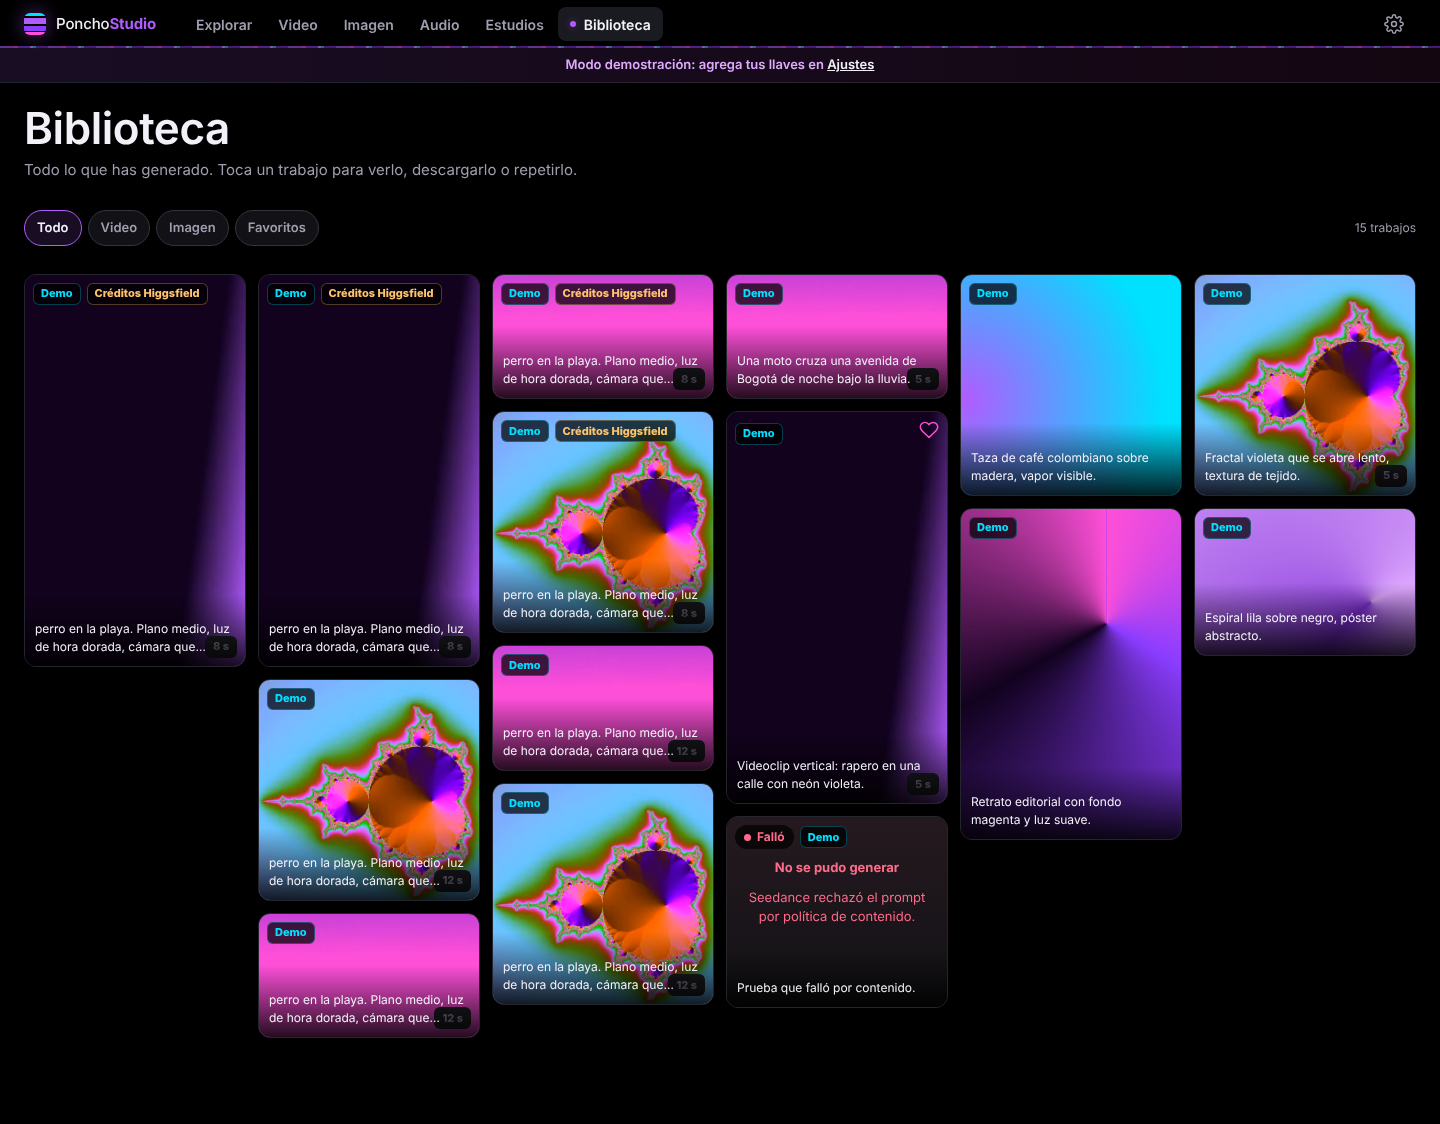 PonchoStudio
Explorar
Video
Imagen
Audio
Estudios
Biblioteca
Modo demostración: agrega tus llaves en Ajustes
Biblioteca
Todo lo que has generado. Toca un trabajo para verlo, descargarlo o repetirlo.
Todo
Video
Imagen
Favoritos
15 trabajos
Demo
Créditos Higgsfield
perro en la playa. Plano medio, luz
de hora dorada, cámara que...
8 s
Demo
Créditos Higgsfield
perro en la playa. Plano medio, luz
de hora dorada, cámara que...
8 s
Demo
perro en la playa. Plano medio, luz
de hora dorada, cámara que...
12 s
Demo
perro en la playa. Plano medio, luz
de hora dorada, cámara que...
12 s
Demo
Créditos Higgsfield
perro en la playa. Plano medio, luz
de hora dorada, cámara que...
8 s
Demo
Créditos Higgsfield
perro en la playa. Plano medio, luz
de hora dorada, cámara que...
8 s
Demo
perro en la playa. Plano medio, luz
de hora dorada, cámara que...
12 s
Demo
perro en la playa. Plano medio, luz
de hora dorada, cámara que...
12 s
Demo
Una moto cruza una avenida de
Bogotá de noche bajo la lluvia.
5 s
Demo
Videoclip vertical: rapero en una
calle con neón violeta.
5 s
Falló
Demo
No se pudo generar
Seedance rechazó el prompt
por política de contenido.
Prueba que falló por contenido.
Demo
Taza de café colombiano sobre
madera, vapor visible.
Demo
Retrato editorial con fondo
magenta y luz suave.
Demo
Fractal violeta que se abre lento,
textura de tejido.
5 s
Demo
Espiral lila sobre negro, póster
abstracto.